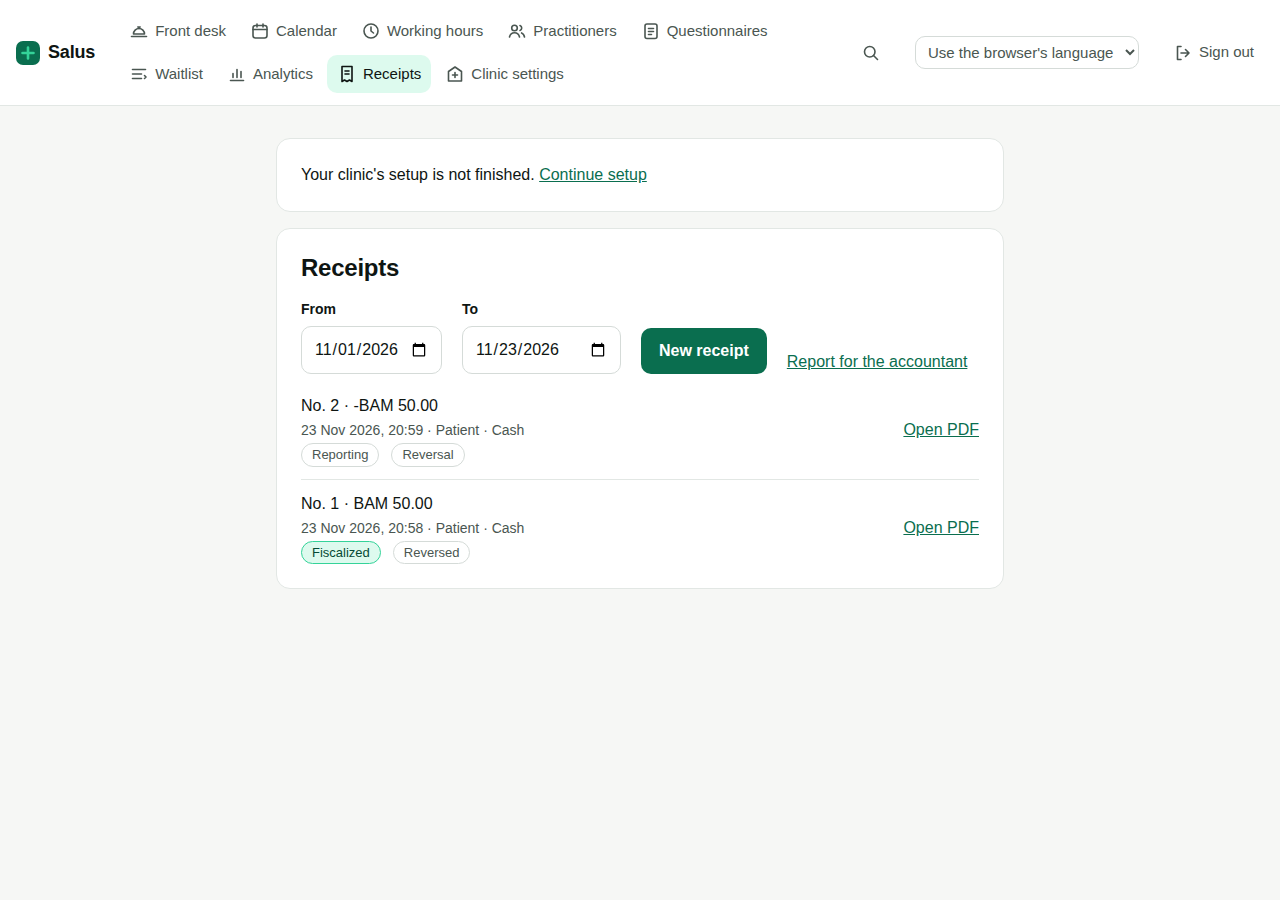 Salus
Front desk
Calendar
Working hours
Practitioners
Questionnaires
Waitlist
Analytics
Receipts
Clinic settings
Use the browser's language
Sign out
Your clinic's setup is not finished. Continue setup
Receipts
From
To
11/01/2026
11/23/2026
New receipt
Report for the accountant
No. 2 · -BAM 50.00
23 Nov 2026, 20:59 · Patient · Cash
Reporting
Reversal
Open PDF
No. 1 · BAM 50.00
23 Nov 2026, 20:58 · Patient · Cash
Fiscalized
Reversed
Open PDF